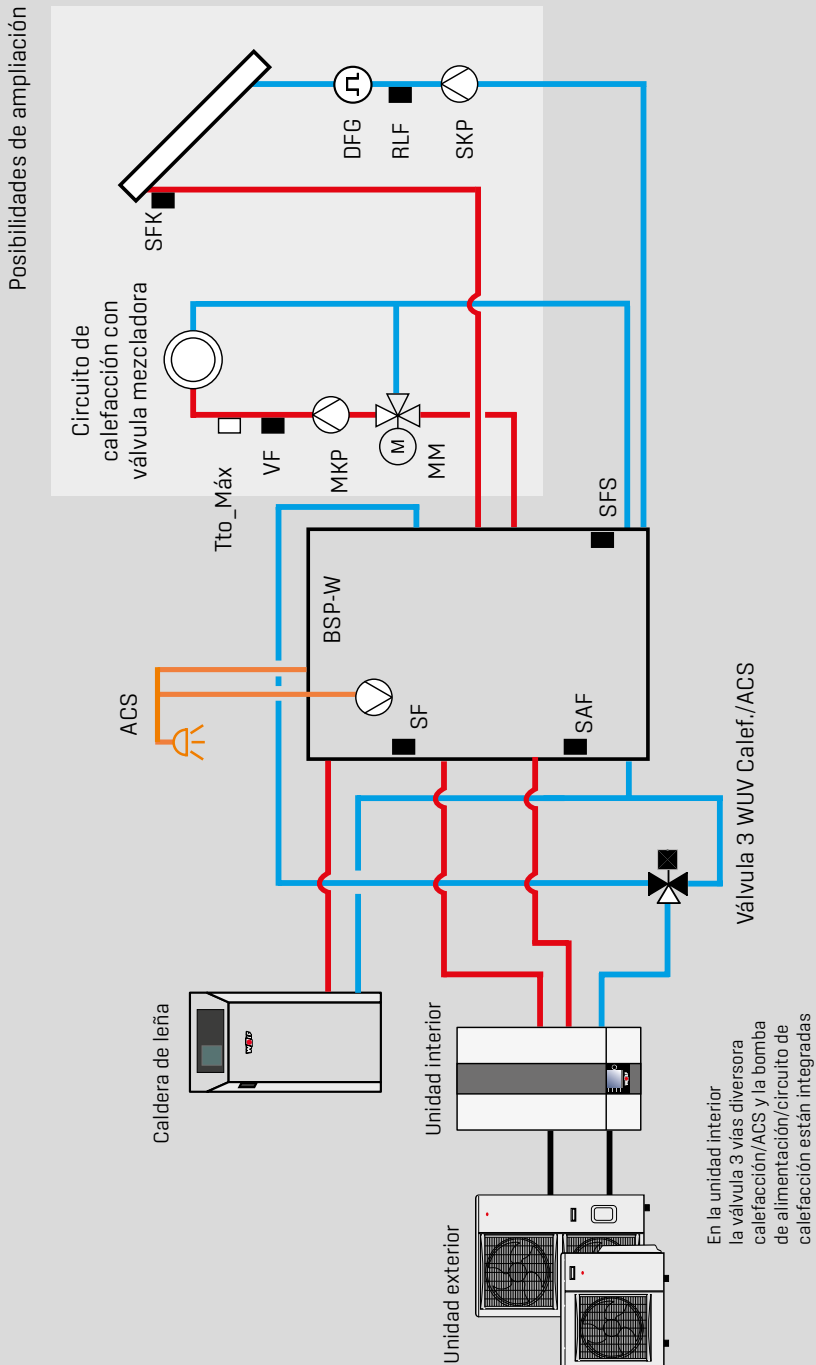 Posibilidades de ampliación
Circuito de
calefacción con
válvula mezcladora
SFK
DFG
RLF
SKP
Tto_Máx
VF
MKP
M
MM
SFS
ACS
BSP-W
SF
SAF
Válvula 3 WUV Calef./ACS
Caldera de leña
Unidad interior
Unidad exterior
En la unidad interior
la válvula 3 vías diversora
calefacción/ACS y la bomba
de alimentación/circuito de
calefacción están integradas